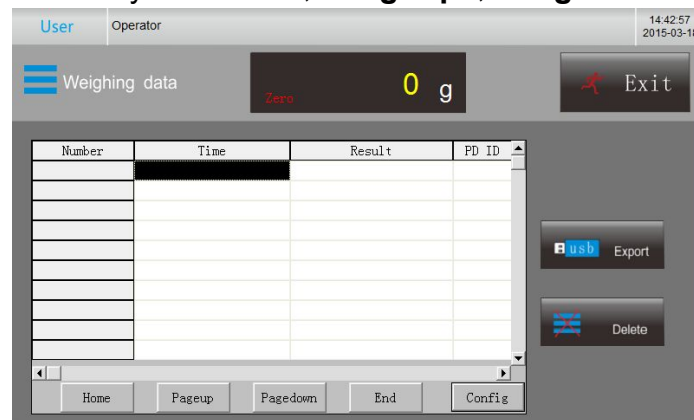 User Operator 14:42:57
2015-03-18
Weighing data
Zero 0 g
Exit
Number Time Result PD ID
usb Export
Delete
Home Pageup Pagedown End Config